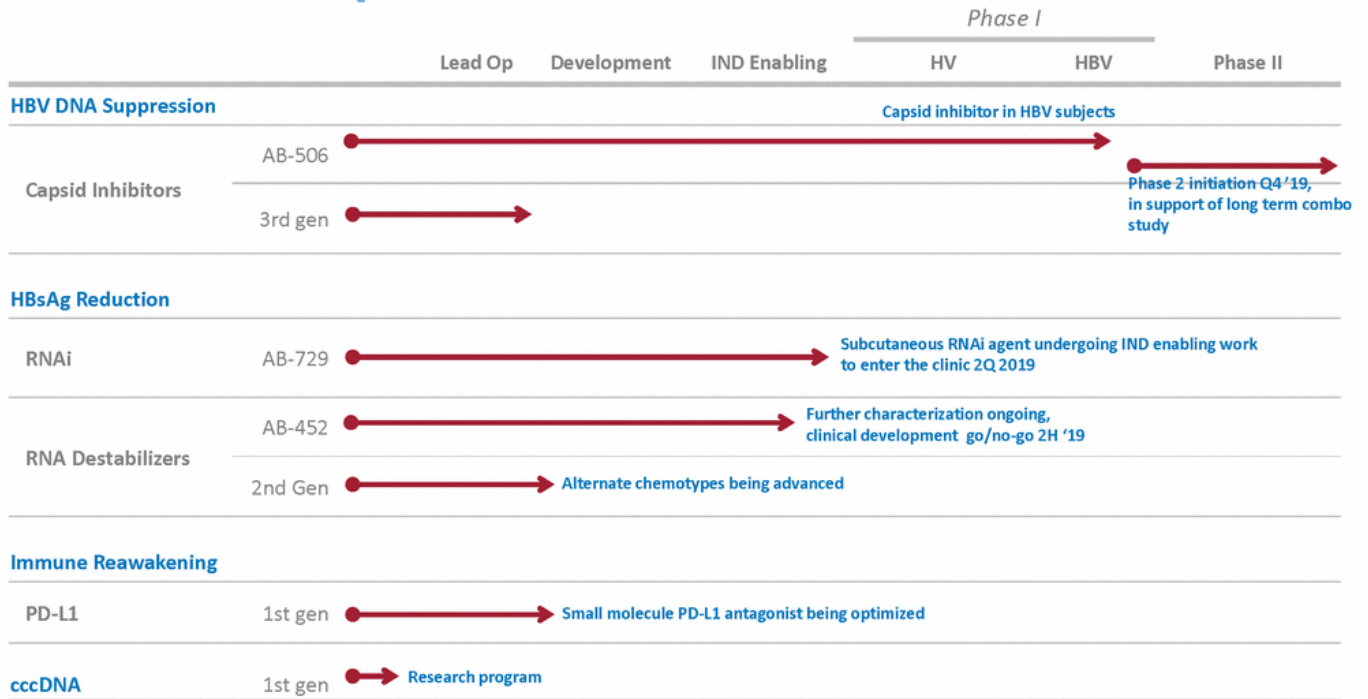 Phase I
Lead Op Development IND Enabling HV HBV Phase II
HBV DNA Suppression
Capsid inhibitor in HBV subjects
AB-506
Capsid Inhibitors
Phase 2 initiation Q4 ’19,
in support of long term combo
study
3rd gen
HBsAg Reduction
RNAi
AB-729
Subcutaneous RNAi agent undergoing IND enabling work
to enter the clinic 2Q 2019
AB-452
Further characterization ongoing,
clinical development go/no-go 2H ‘19
RNA Destabilizers
2nd Gen
Alternate chemotypes being advanced
Immune Reawakening
PD-L1
1st gen
Small molecule PD-L1 antagonist being optimized
cccDNA
1st gen
Research program